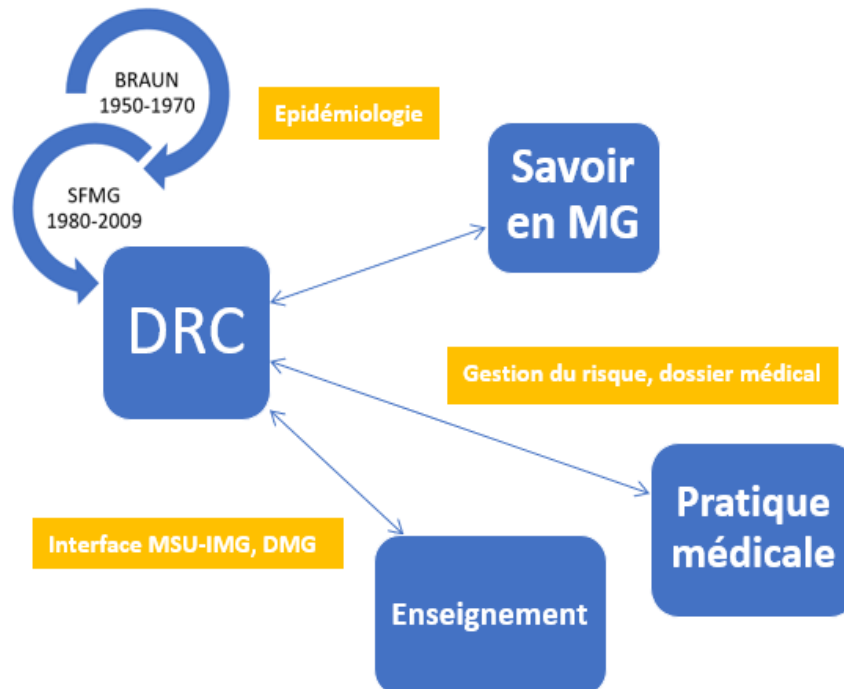 BRAUN
1950-1970
Epidémiologie
SFMG
1980-2009
Savoir
en MG
DRC
Gestion du risque, dossier médical
Pratique
médicale
Interface MSU-IMG, DMG
Enseignement